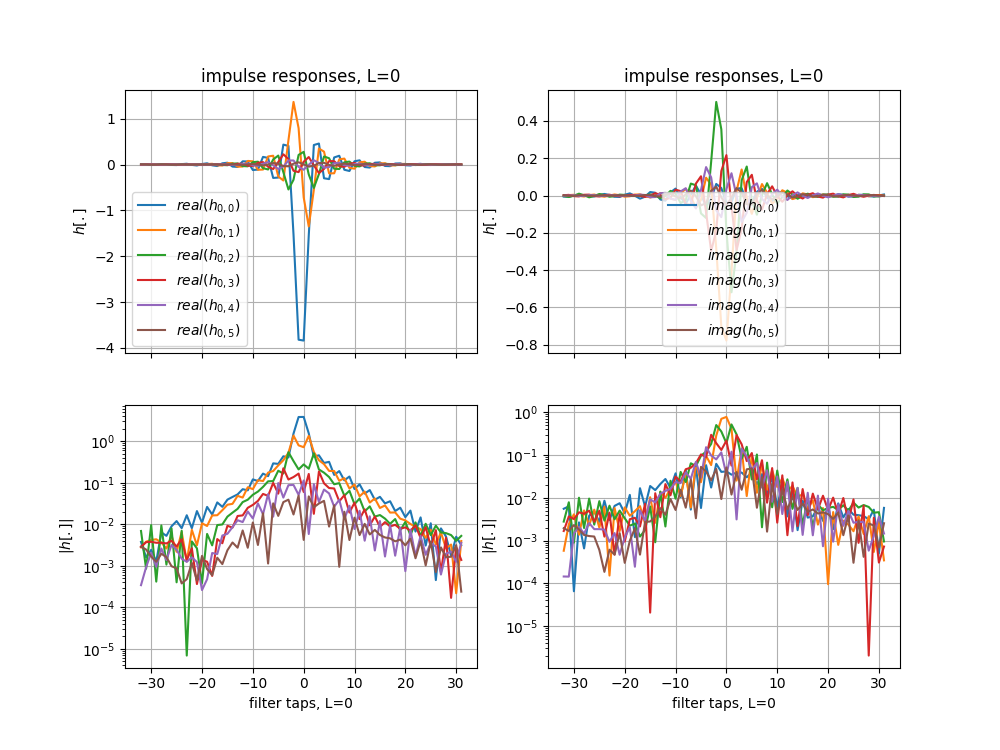 impulse responses, L=0
1
0
−1
−2
−3
−4
h[.]
real(h0,0)
real(h0,1)
real(h0,2)
real(h0,3)
real(h0,4)
real(h0,5)
impulse responses, L=0
0.4
0.2
0.0
−0.2
−0.4
−0.6
−0.8
h[.]
imag(h0,0)
imag(h0,1)
imag(h0,2)
imag(h0,3)
imag(h0,4)
imag(h0,5)
10^0
10^−1
10^−2
10^−3
10^−4
10^−5
|h[.]|
−30 −20 −10 0 10 20 30
filter taps, L=0
10^0
10^−1
10^−2
10^−3
10^−4
10^−5
|h[.]|
−30 −20 −10 0 10 20 30
filter taps, L=0